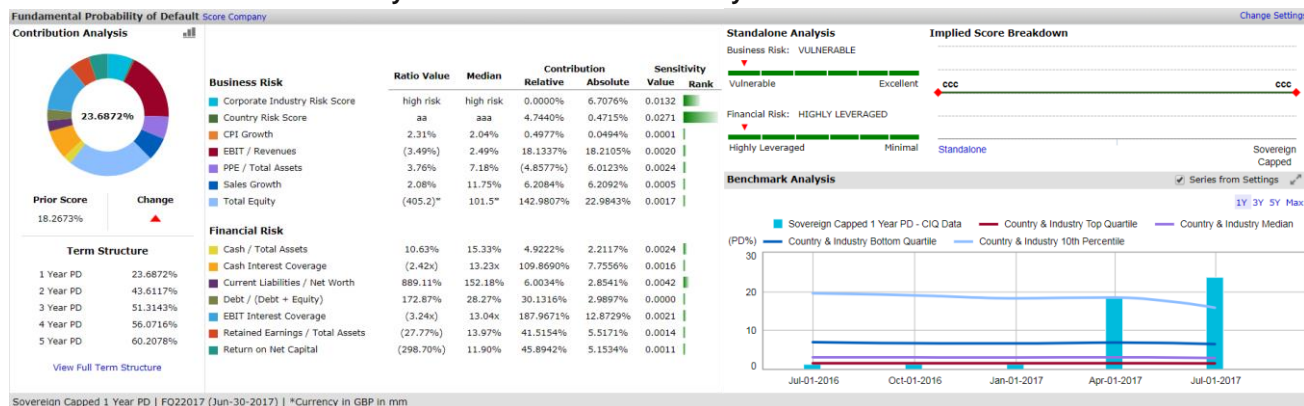 Fundamental Probability of Default Score Company Change Settings
Contribution Analysis
23.6872%
Prior Score Change
18.2673%
Term Structure
1 Year PD 23.6872%
2 Year PD 43.6117%
3 Year PD 51.3143%
4 Year PD 56.0716%
5 Year PD 60.2078%
View Full Term Structure
Contribution Sensitivity
Business Risk Ratio Value Median Relative Absolute Value Rank
Corporate Industry Risk Score high risk high risk 0.0000% 6.7076% 0.0132
Country Risk Score aa aaa 4.7440% 0.4715% 0.0271
CPI Growth 2.31% 2.04% 0.4977% 0.0494% 0.0001
EBIT / Revenues (3.49%) 2.49% 18.1337% 18.2105% 0.0020
PPE / Total Assets 3.76% 7.18% (4.8577%) 6.0123% 0.0024
Sales Growth 2.08% 11.75% 6.2084% 6.2092% 0.0005
Total Equity (405.2)* 101.5* 142.9807% 22.9843% 0.0017
Financial Risk
Cash / Total Assets 10.63% 15.33% 4.9222% 2.2117% 0.0024
Cash Interest Coverage (2.42x) 13.23x 109.8690% 7.7556% 0.0016
Current Liabilities / Net Worth 889.11% 152.18% 6.0034% 2.8541% 0.0042
Debt / (Debt + Equity) 172.87% 28.27% 30.1316% 2.9897% 0.0000
EBIT Interest Coverage (3.24x) 13.04x 187.9671% 12.8729% 0.0021
Retained Earnings / Total Assets (27.77%) 13.97% 41.5154% 5.5171% 0.0014
Return on Net Capital (298.70%) 11.90% 45.8942% 5.1534% 0.0011
Standalone Analysis
Business Risk: VULNERABLE
Vulnerable Excellent
Financial Risk: HIGHLY LEVERAGED
Highly Leveraged Minimal
Implied Score Breakdown
ccc ccc
Standalone Sovereign
Capped
Benchmark Analysis Series from Settings
1Y 3Y 5Y Max
Sovereign Capped 1 Year PD - CIQ Data Country & Industry Top Quartile Country & Industry Median
(PD%) Country & Industry Bottom Quartile Country & Industry 10th Percentile
30
20
10
0
Jul-01-2016 Oct-01-2016 Jan-01-2017 Apr-01-2017 Jul-01-2017
Sovereign Capped 1 Year PD | FQ22017 (Jun-30-2017) | *Currency in GBP in mm